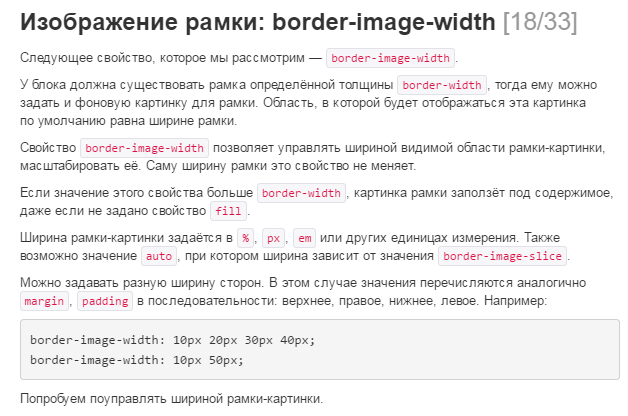 Изображение рамки: border-image-width [18/33]
Следующее свойство, которое мы рассмотрим — border-image-width.
У блока должна существовать рамка определённой толщины border-width, тогда ему можно
задать и фоновую картинку для рамки. Область, в которой будет отображаться эта картинка
по умолчанию равна ширине рамки.
Свойство border-image-width позволяет управлять шириной видимой области рамки-картинки,
масштабировать её. Саму ширину рамки это свойство не меняет.
Если значение этого свойства больше border-width, картинка рамки заползёт под содержимое,
даже если не задано свойство fill.
Ширина рамки-картинки задаётся в %, px, em или других единицах измерения. Также
возможно значение auto, при котором ширина зависит от значения border-image-slice.
Можно задавать разную ширину сторон. В этом случае значения перечисляются аналогично
margin, padding в последовательности: верхнее, правое, нижнее, левое. Например:
border-image-width: 10px 20px 30px 40px;
border-image-width: 10px 50px;
Попробуем поуправлять шириной рамки-картинки.